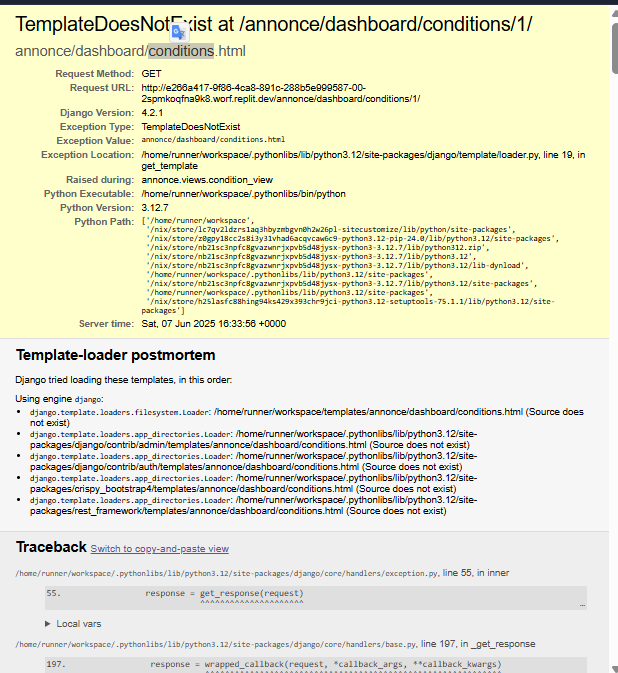 TemplateDoesNotExist at /annonce/dashboard/conditions/1/
annonce/dashboard/conditions.html
Request Method: GET
Request URL: http://e266a417-9f86-4ca8-891c-288b5e999587-00-
2spmkoqfna9k8.worf.replit.dev/annonce/dashboard/conditions/1/
Django Version: 4.2.1
Exception Type: TemplateDoesNotExist
Exception Value: annonce/dashboard/conditions.html
Exception Location: /home/runner/workspace/.pythonlibs/lib/python3.12/site-packages/django/template/loader.py, line 19, in
get_template
Raised during: annonce.views.condition_view
Python Executable: /home/runner/workspace/.pythonlibs/bin/python
Python Version: 3.12.7
Python Path: ['/home/runner/workspace',
'/nix/store/lc7qv2ldzrs1aq3hbyzmbgvn0h2w26pl-sitecustomize/lib/python/site-packages',
'/nix/store/z0gpy18cc2s8i3y31vhad6acqvcaw6c9-python3.12-pip-24.0/lib/python3.12/site-packages',
'/nix/store/nb21sc3npfc8gvazwnrjxpvb5d48jysx-python3-3.12.7/lib/python312.zip',
'/nix/store/nb21sc3npfc8gvazwnrjxpvb5d48jysx-python3-3.12.7/lib/python3.12',
'/nix/store/nb21sc3npfc8gvazwnrjxpvb5d48jysx-python3-3.12.7/lib/python3.12/lib-dynload',
'/home/runner/workspace/.pythonlibs/lib/python3.12/site-packages',
'/nix/store/nb21sc3npfc8gvazwnrjxpvb5d48jysx-python3-3.12.7/lib/python3.12/site-packages',
'/home/runner/workspace/.pythonlibs/lib/python3.12/site-packages',
'/nix/store/h25lasfc88hing94ks429x393chr9jci-python3.12-setuptools-75.1.1/lib/python3.12/site-
packages']
Server time: Sat, 07 Jun 2025 16:33:56 +0000
Template-loader postmortem
Django tried loading these templates, in this order:
Using engine django:
• django.template.loaders.filesystem.Loader: /home/runner/workspace/templates/annonce/dashboard/conditions.html (Source does
not exist)
• django.template.loaders.app_directories.Loader: /home/runner/workspace/.pythonlibs/lib/python3.12/site-
packages/django/contrib/admin/templates/annonce/dashboard/conditions.html (Source does not exist)
• django.template.loaders.app_directories.Loader: /home/runner/workspace/.pythonlibs/lib/python3.12/site-
packages/django/contrib/auth/templates/annonce/dashboard/conditions.html (Source does not exist)
• django.template.loaders.app_directories.Loader: /home/runner/workspace/.pythonlibs/lib/python3.12/site-
packages/crispy_bootstrap4/templates/annonce/dashboard/conditions.html (Source does not exist)
• django.template.loaders.app_directories.Loader: /home/runner/workspace/.pythonlibs/lib/python3.12/site-
packages/rest_framework/templates/annonce/dashboard/conditions.html (Source does not exist)
Traceback Switch to copy-and-paste view
/home/runner/workspace/.pythonlibs/lib/python3.12/site-packages/django/core/handlers/exception.py, line 55, in inner
55. response = get_response(request)
^^^^^^^^^^^^^^^^^^^^^
…
▶ Local vars
/home/runner/workspace/.pythonlibs/lib/python3.12/site-packages/django/core/handlers/base.py, line 197, in _get_response
197. response = wrapped_callback(request, *callback_args, **callback_kwargs)
^^^^^^^^^^^^^^^^^^^^^^^^^^^^^^^^^^^^^^^^^^^^^^^^^^^^^^^^^^^